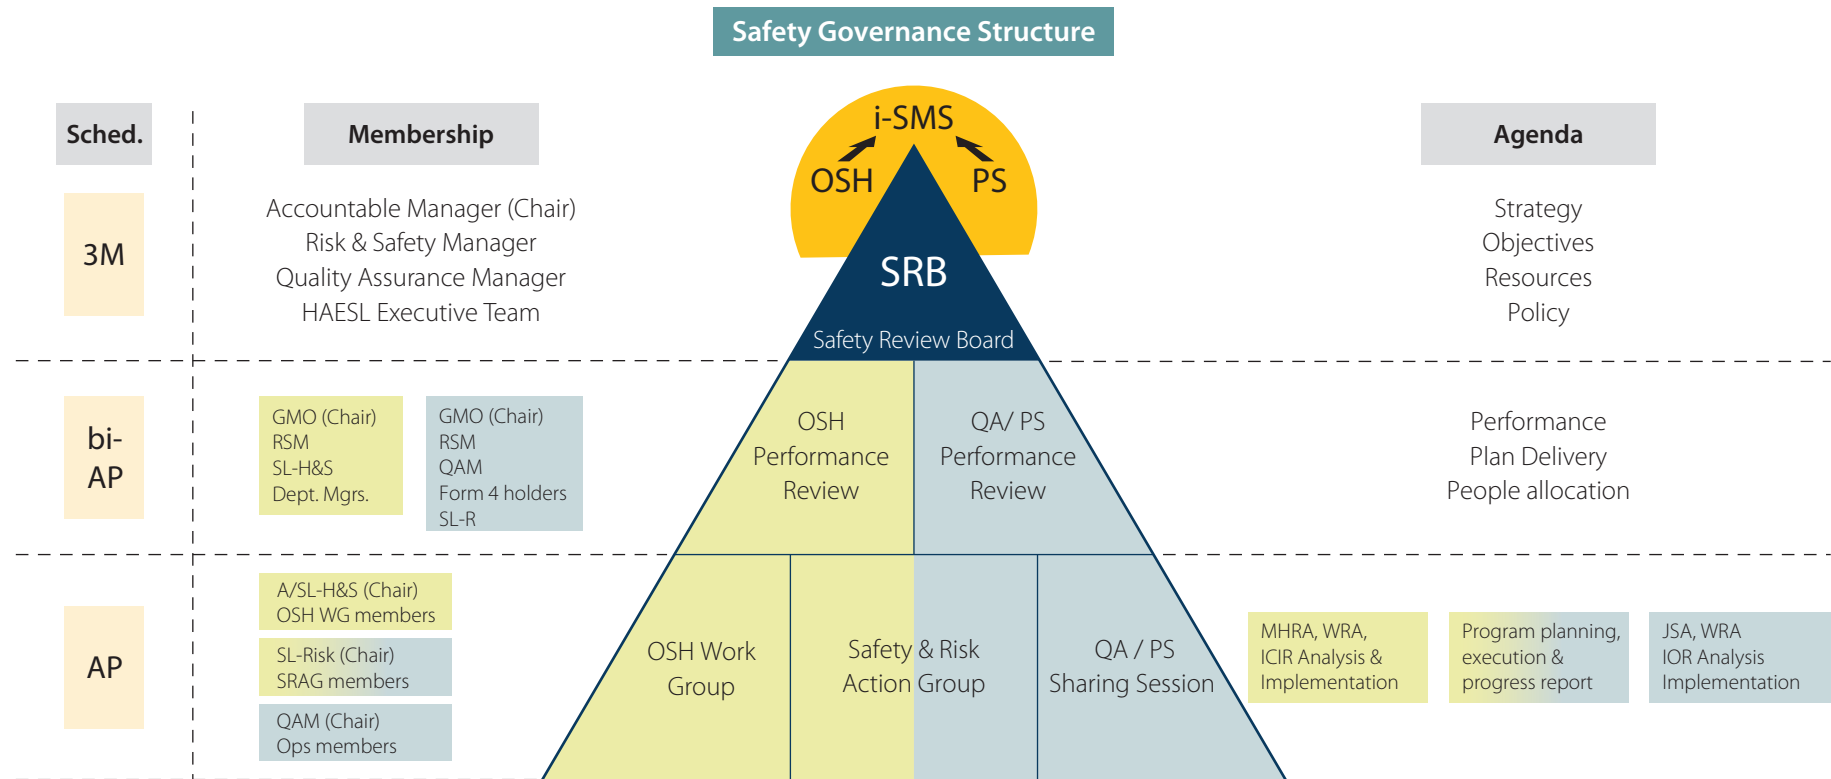 Safety Governance Structure
Sched.
Membership
Agenda
i-SMS
OSH
PS
3M
Accountable Manager (Chair)
Risk & Safety Manager
Quality Assurance Manager
HAESL Executive Team
SRB
Safety Review Board
Strategy
Objectives
Resources
Policy
bi-
AP
GMO (Chair)
RSM
SL-H&S
Dept. Mgrs.
GMO (Chair)
RSM
QAM
Form 4 holders
SL-R
OSH
Performance
Review
QA/ PS
Performance
Review
Performance
Plan Delivery
People allocation
AP
A/SL-H&S (Chair)
OSH WG members
SL-Risk (Chair)
SRAG members
QAM (Chair)
Ops members
OSH Work
Group
Safety & Risk
Action Group
QA / PS
Sharing Session
MHRA, WRA,
ICIR Analysis &
Implementation
Program planning,
execution &
progress report
JSA, WRA
IOR Analysis
Implementation